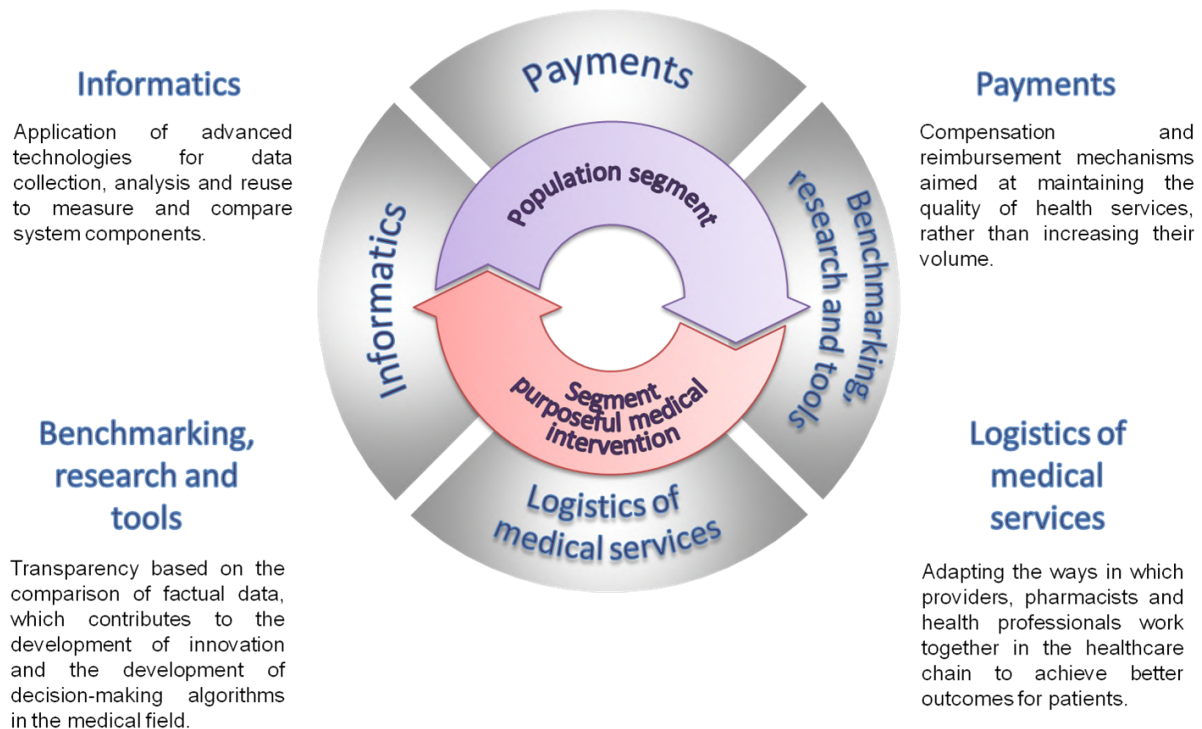 Informatics
Application of advanced
technologies for data
collection, analysis and reuse
to measure and compare
system components.
Benchmarking,
research and
tools
Transparency based on the
comparison of factual data,
which contributes to the
development of innovation
and the development of
decision-making algorithms
in the medical field.
Payments
Population segment
Informatics
Benchmarking,
research and tools
Segment
purposeful medical
intervention
Logistics of
medical services
Payments
Compensation and
reimbursement mechanisms
aimed at maintaining the
quality of health services,
rather than increasing their
volume.
Logistics of
medical
services
Adapting the ways in which
providers, pharmacists and
health professionals work
together in the healthcare
chain to achieve better
outcomes for patients.